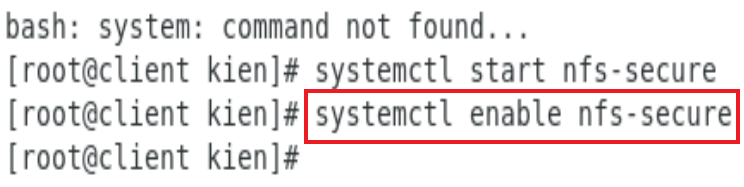 bash: system: command not found...
[root@client kien]# systemctl start nfs-secure
[root@client kien]# systemctl enable nfs-secure
[root@client kien]#